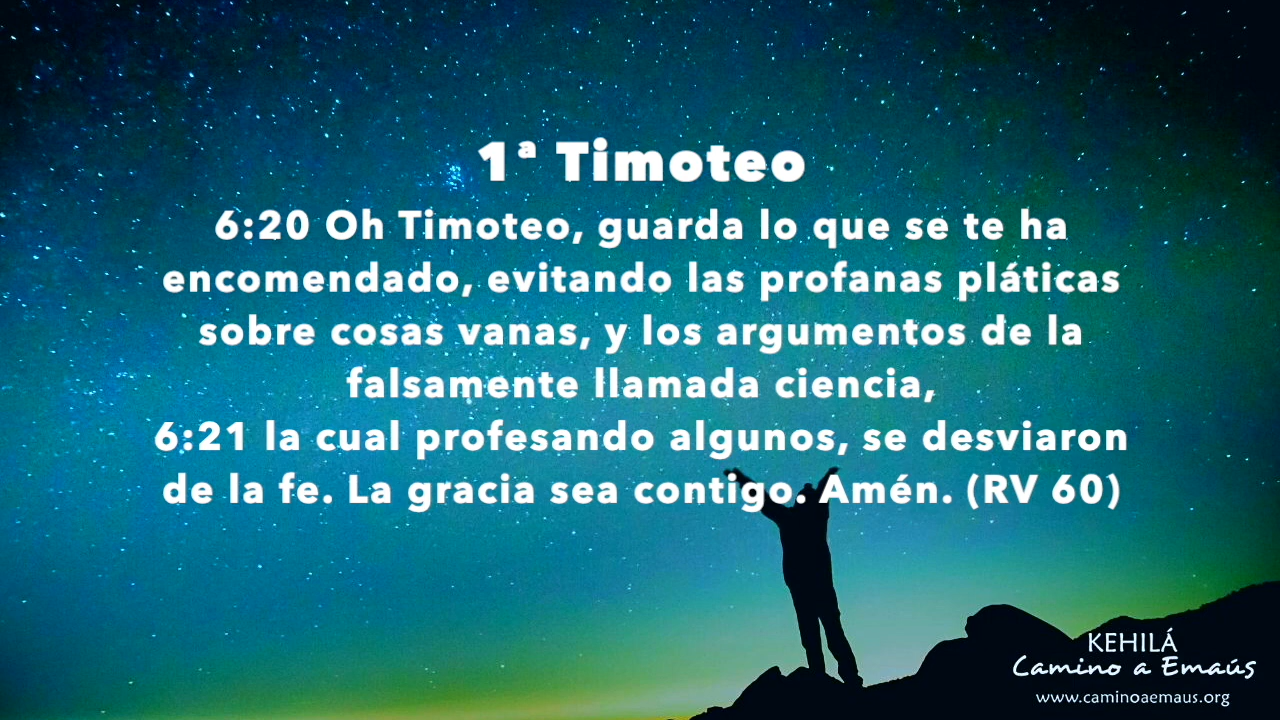 1ª Timoteo
6:20 Oh Timoteo, guarda lo que se te ha
encomendado, evitando las profanas pláticas
sobre cosas vanas, y los argumentos de la
falsamente llamada ciencia,
6:21 la cual profesando algunos, se desviaron
de la fe. La gracia sea contigo. Amén. (RV 60)
KEHILÁ
Camino a Emaús
www.caminoaemaus.org